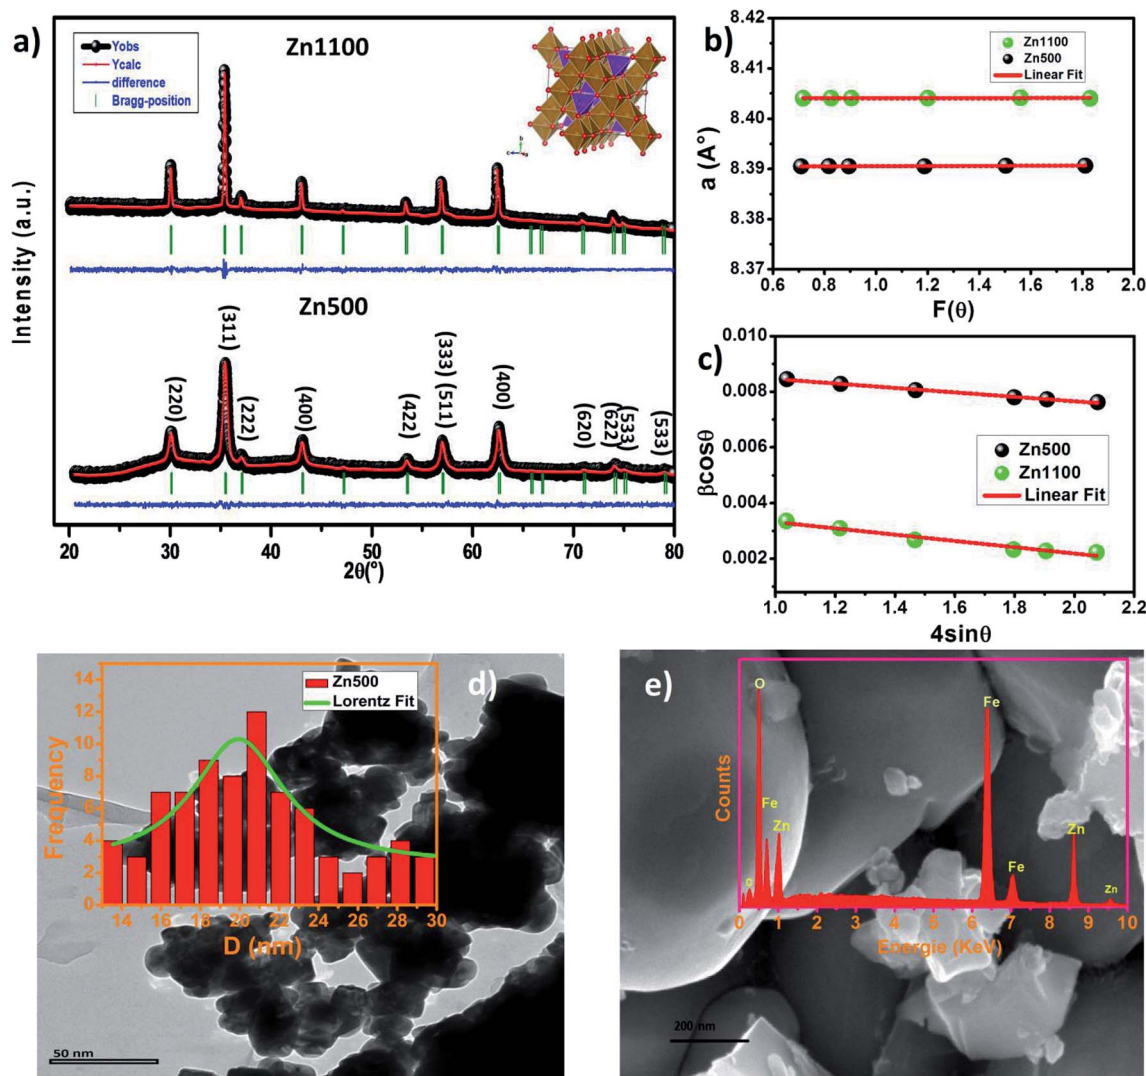 a)
Zn1100
Yobs
Ycalc
difference
Bragg-position
c a b
Zn500
(220)
(311)
(222)
(400)
(422)
(333) (511)
(400)
(620)
(622)
(533)
(533)
Intensity (a.u.)
20 30 40 50 60 70 80
2θ(°)
b)
Zn1100
Zn500
Linear Fit
8.42
8.41
8.40
8.39
8.38
8.37
a (A°)
0.6 0.8 1.0 1.2 1.4 1.6 1.8 2.0
F(θ)
c)
0.010
0.008
0.006
0.004
0.002
βcosθ
Zn500
Zn1100
Linear Fit
1.0 1.2 1.4 1.6 1.8 2.0 2.2
4sinθ
d)
Zn500
Lorentz Fit
14
12
10
8
6
4
2
0
Frequency
14 16 18 20 22 24 26 28 30
D (nm)
50 nm
e)
O
Fe
Fe
Zn
Zn
Fe
c
Zn
Counts
0 1 2 3 4 5 6 7 8 9 10
Energie (KeV)
200 nm